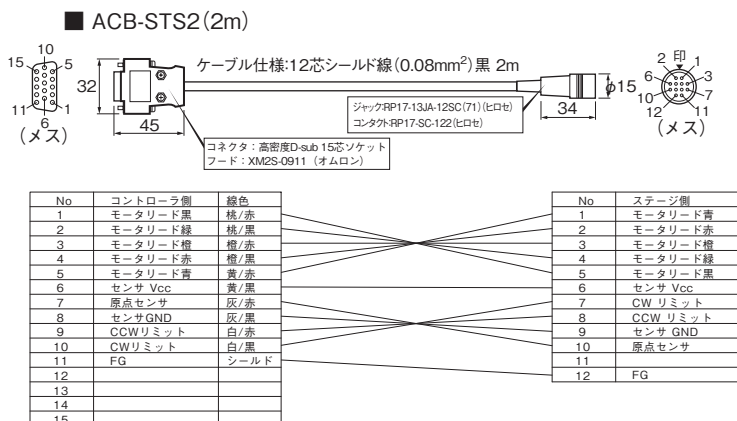 ■ ACB-STS2(2m)
10
15
5
11
1
6
(メス)
32
45
ケーブル仕様:12芯シールド線(0.08mm²)黒 2m
ジャック:RP17-13JA-12SC(71)(ヒロセ)
コンタクト:RP17-SC-122(ヒロセ)
34
φ15
2 印 1
6 3
10 7
12 11
(メス)
コネクタ:高密度D-sub 15芯ソケット
フード:XM2S-0911 (オムロン)
No コントローラ側 線色
1 モータリード黒 桃/赤
2 モータリード緑 桃/黒
3 モータリード橙 橙/赤
4 モータリード赤 橙/黒
5 モータリード青 黄/赤
6 センサ Vcc 黄/黒
7 原点センサ 灰/赤
8 センサGND 灰/黒
9 CCWリミット 白/赤
10 CWリミット 白/黒
11 FG シールド
12
13
14
15
No ステージ側
1 モータリード青
2 モータリード赤
3 モータリード橙
4 モータリード緑
5 モータリード黒
6 センサ Vcc
7 CW リミット
8 CCW リミット
9 センサ GND
10 原点センサ
11
12 FG